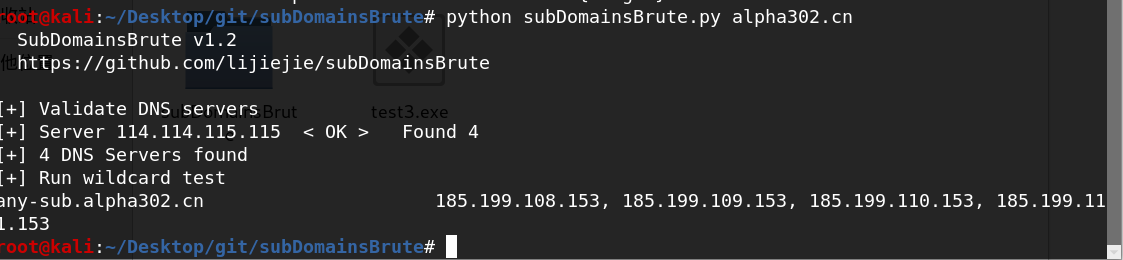 root@kali:~/Desktop/git/subDomainsBrute# python subDomainsBrute.py alpha302.cn
SubDomainsBrute v1.2
https://github.com/lijiejie/subDomainsBrute
[+] Validate DNS servers
subDomainsBrut
test3.exe
[+] Server 114.114.115.115 < OK > Found 4
[+] 4 DNS Servers found
[+] Run wildcard test
any-sub.alpha302.cn 185.199.108.153, 185.199.109.153, 185.199.110.153, 185.199.11
1.153
root@kali:~/Desktop/git/subDomainsBrute#